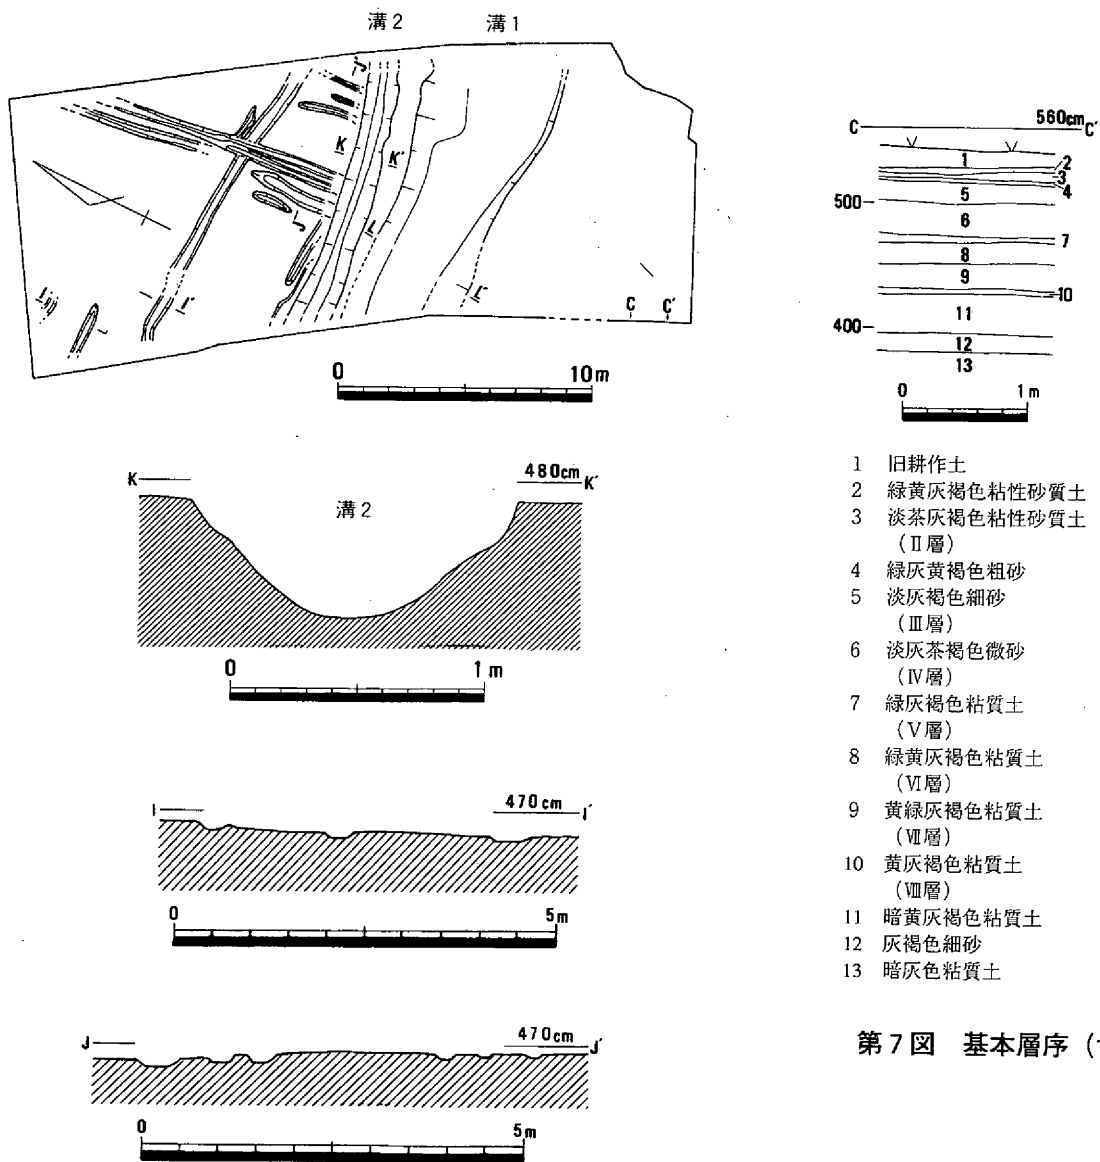 溝2
溝1
J
J'
K
K'
L
L'
I
I'
J
C
C'
0
10m
C
560cm
C'
1
2
3
4
500
5
6
7
8
9
10
11
400
12
13
0
1m
K
480cm
K'
溝2
0
1m
I
470cm
I'
0
5m
J
470cm
J'
0
5m
1 旧耕作土
2 緑黄灰褐色粘性砂質土
3 淡茶灰褐色粘性砂質土
(Ⅱ層)
4 緑灰黄褐色粗砂
5 淡灰褐色細砂
(Ⅲ層)
6 淡灰茶褐色微砂
(Ⅳ層)
7 緑灰褐色粘質土
(Ⅴ層)
8 緑黄灰褐色粘質土
(Ⅵ層)
9 黄緑灰褐色粘質土
(Ⅶ層)
10 黄灰褐色粘質土
(Ⅷ層)
11 暗黄灰褐色粘質土
12 灰褐色細砂
13 暗灰色粘質土
第7図 基本層序(